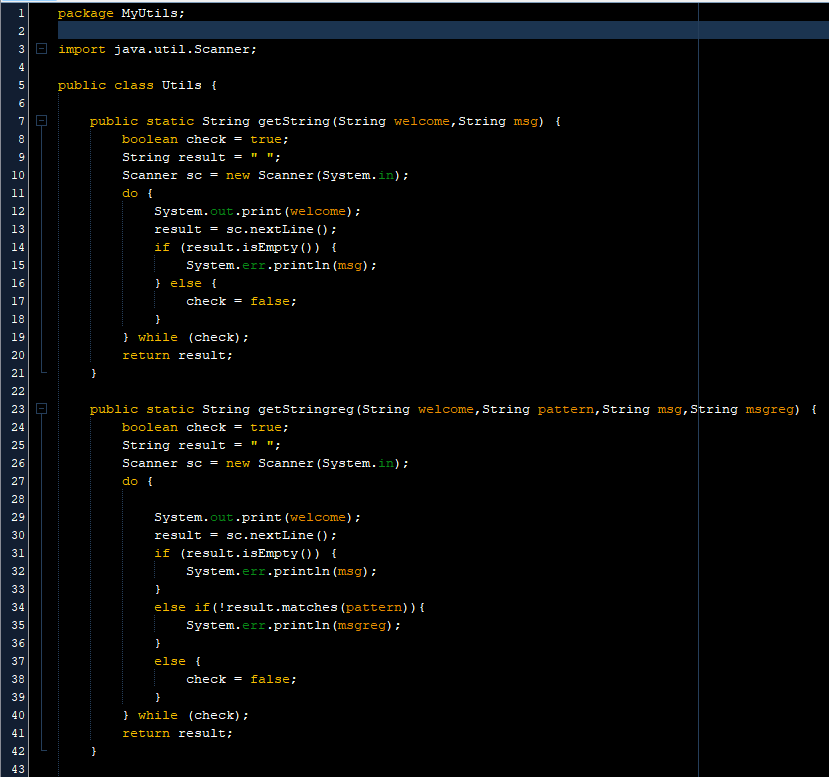 1 package MyUtils;
2
3 import java.util.Scanner;
4
5 public class Utils {
6
7     public static String getString(String welcome,String msg) {
8         boolean check = true;
9         String result = " ";
10         Scanner sc = new Scanner(System.in);
11         do {
12             System.out.print(welcome);
13             result = sc.nextLine();
14             if (result.isEmpty()) {
15                 System.err.println(msg);
16             } else {
17                 check = false;
18             }
19         } while (check);
20         return result;
21     }
22
23     public static String getStringreg(String welcome,String pattern,String msg,String msgreg) {
24         boolean check = true;
25         String result = " ";
26         Scanner sc = new Scanner(System.in);
27         do {
28
29             System.out.print(welcome);
30             result = sc.nextLine();
31             if (result.isEmpty()) {
32                 System.err.println(msg);
33             }
34             else if(!result.matches(pattern)){
35                 System.err.println(msgreg);
36             }
37             else {
38                 check = false;
39             }
40         } while (check);
41         return result;
42     }
43